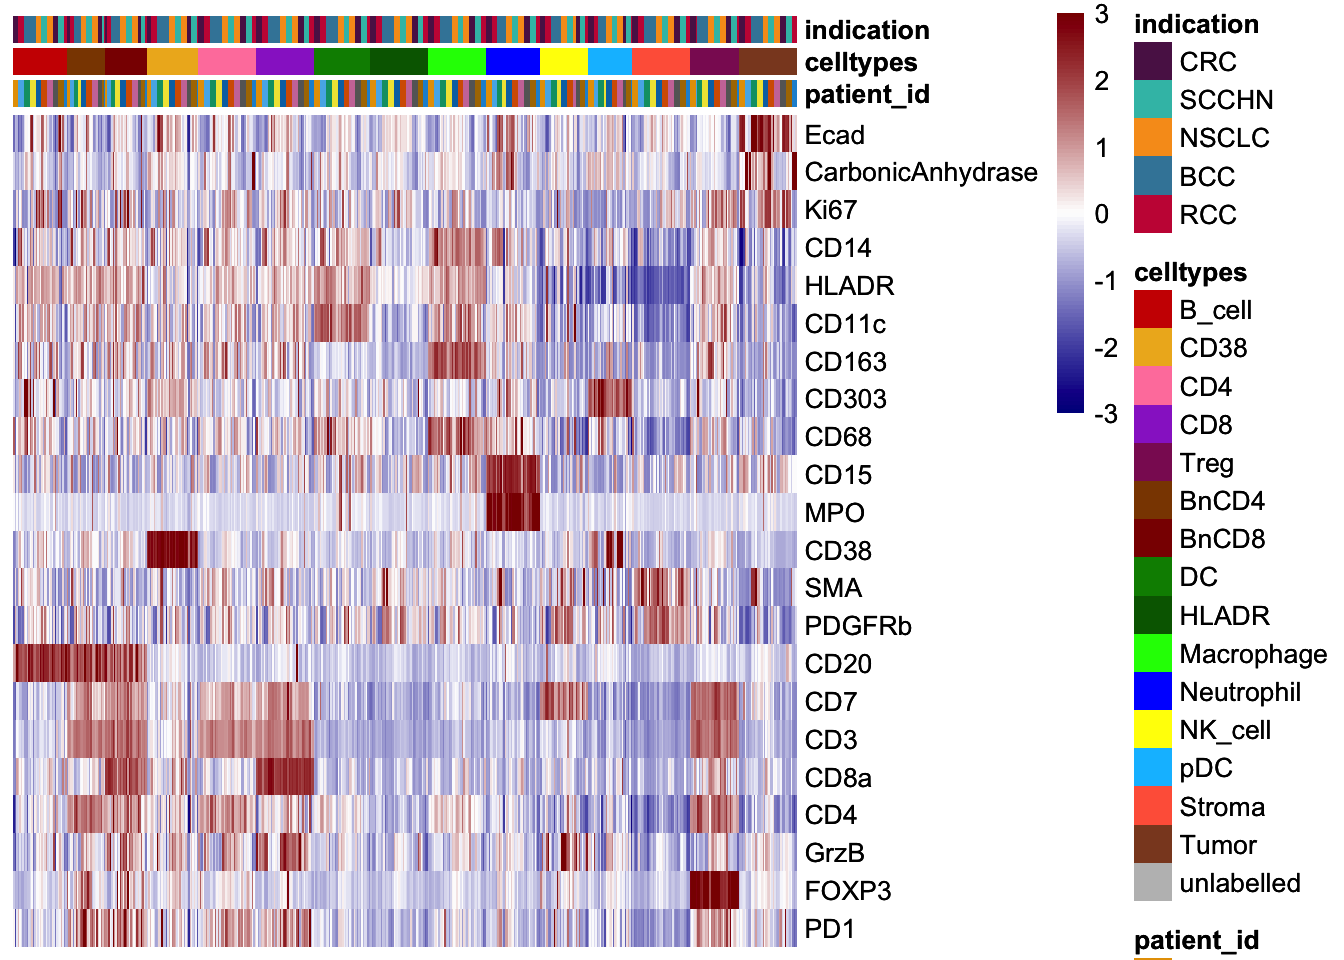 indication
celltypes
patient_id
Ecad
CarbonicAnhydrase
Ki67
CD14
HLADR
CD11c
CD163
CD303
CD68
CD15
MPO
CD38
SMA
PDGFRb
CD20
CD7
CD3
CD8a
CD4
GrzB
FOXP3
PD1
3
2
1
0
-1
-2
-3
indication
CRC
SCCHN
NSCLC
BCC
RCC
celltypes
B_cell
CD38
CD4
CD8
Treg
BnCD4
BnCD8
DC
HLADR
Macrophage
Neutrophil
NK_cell
pDC
Stroma
Tumor
unlabelled
patient_id